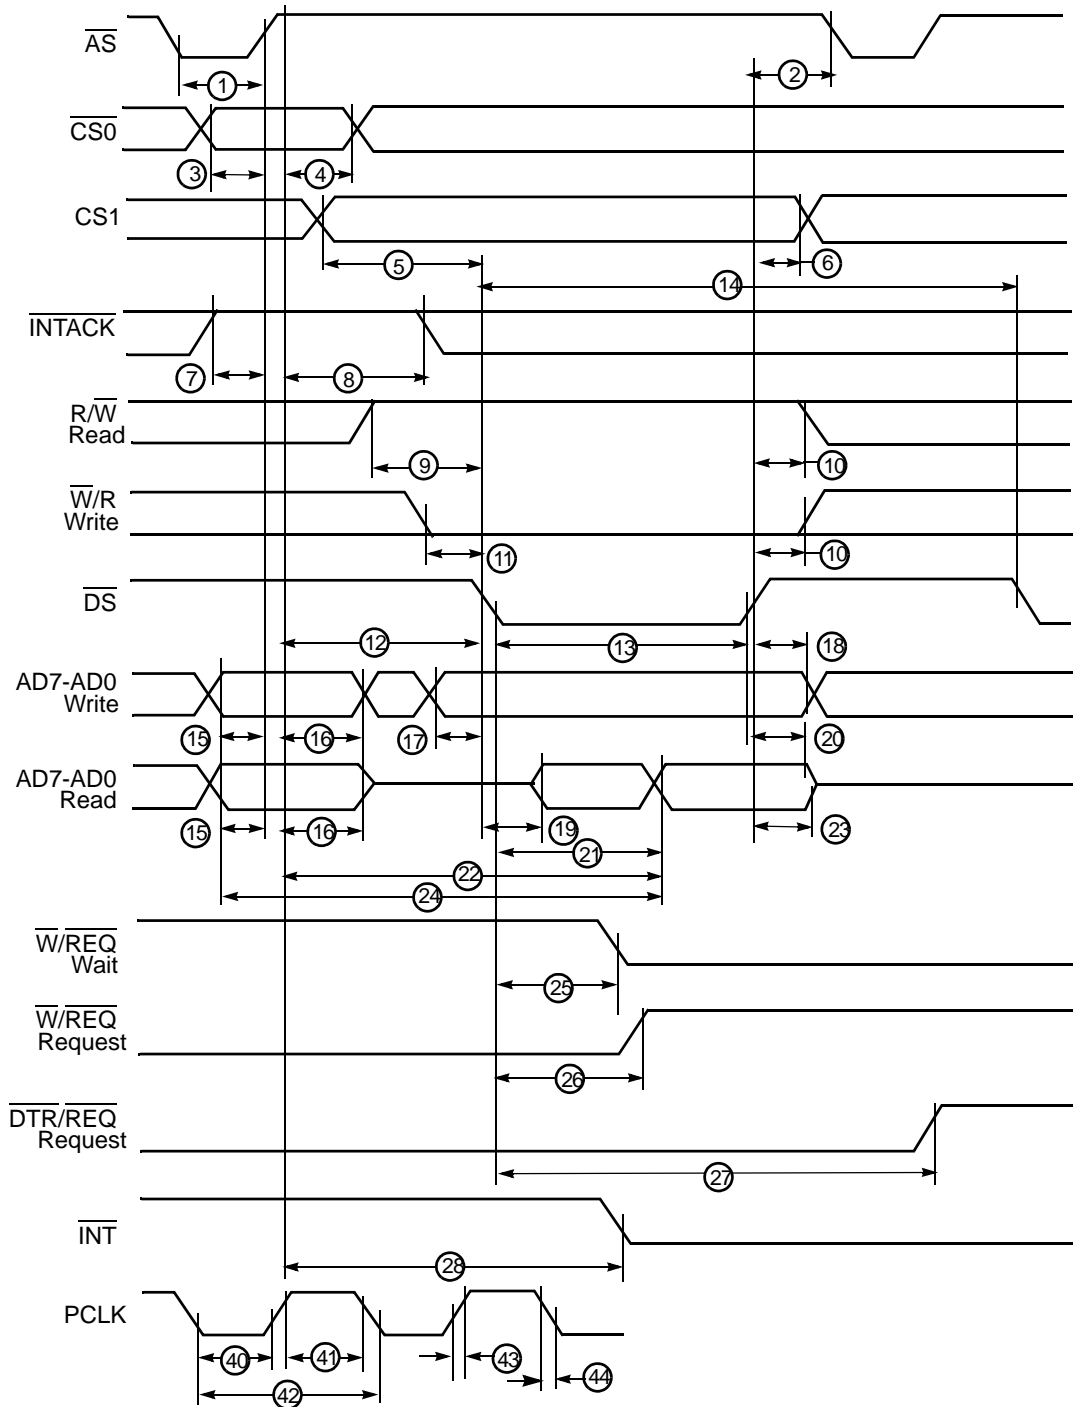 AS
1
2
CS0
3
4
CS1
5
6
14
INTACK
7
8
R/W
Read
9
10
W/R
Write
11
10
DS
12
13
18
AD7-AD0
Write
15
16
17
20
AD7-AD0
Read
15
16
19
23
21
22
24
W/REQ
Wait
25
W/REQ
Request
26
DTR/REQ
Request
27
INT
28
PCLK
40
41
43
44
42